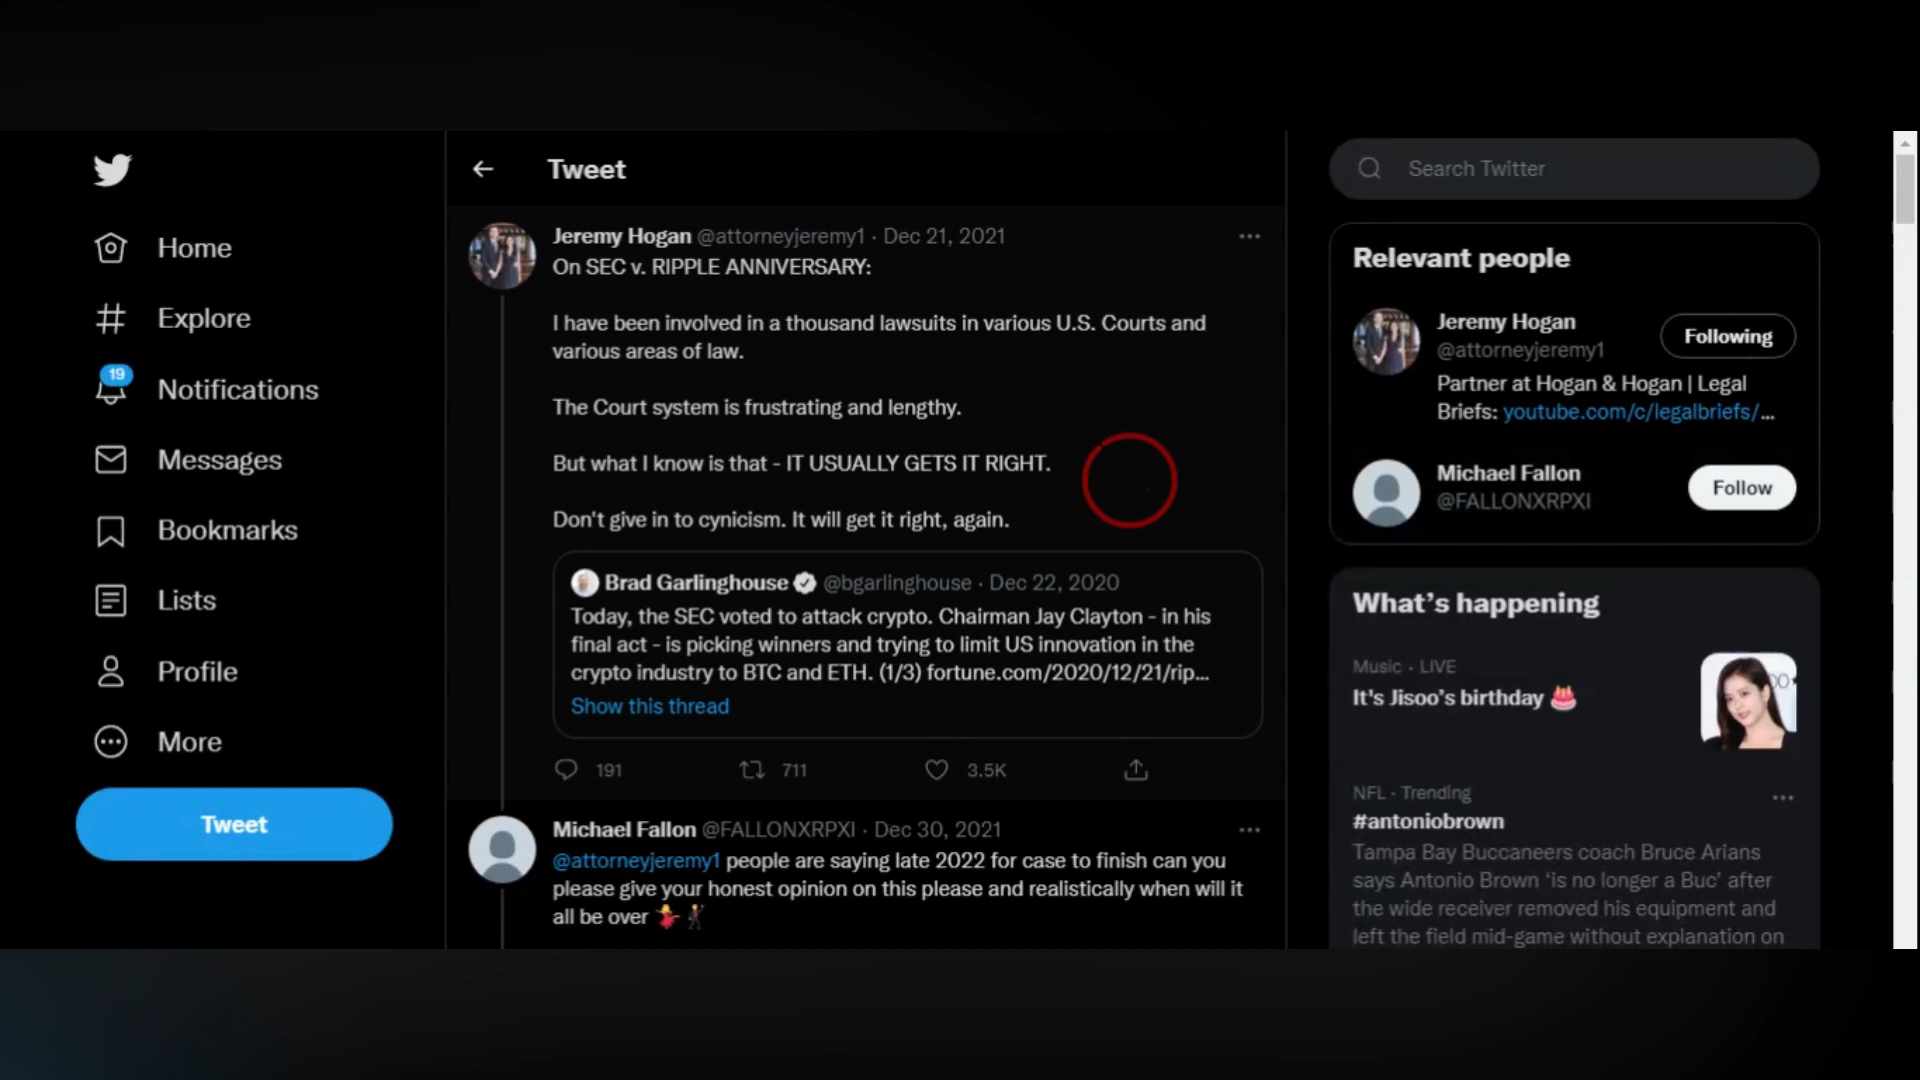 Home
Explore
19
Notifications
Messages
Bookmarks
Lists
Profile
More
Tweet
Tweet
Jeremy Hogan @attorneyjeremy1 · Dec 21, 2021
On SEC v. RIPPLE ANNIVERSARY:
I have been involved in a thousand lawsuits in various U.S. Courts and
various areas of law.
The Court system is frustrating and lengthy.
But what I know is that - IT USUALLY GETS IT RIGHT.
Don't give in to cynicism. It will get it right, again.
Brad Garlinghouse @bgarlinghouse · Dec 22, 2020
Today, the SEC voted to attack crypto. Chairman Jay Clayton - in his
final act - is picking winners and trying to limit US innovation in the
crypto industry to BTC and ETH. (1/3) fortune.com/2020/12/21/rip...
Show this thread
191 711 3.5K
Michael Fallon @FALLONXRPXI · Dec 30, 2021
@attorneyjeremy1 people are saying late 2022 for case to finish can you
please give your honest opinion on this please and realistically when will it
all be over
Search Twitter
Relevant people
Jeremy Hogan
@attorneyjeremy1
Following
Partner at Hogan & Hogan | Legal
Briefs: youtube.com/c/legalbriefs/...
Michael Fallon
@FALLONXRPXI
Follow
What's happening
Music · LIVE
It's Jisoo's birthday
NFL · Trending
#antoniobrown
Tampa Bay Buccaneers coach Bruce Arians
says Antonio Brown 'is no longer a Buc' after
the wide receiver removed his equipment and
left the field mid-game without explanation on